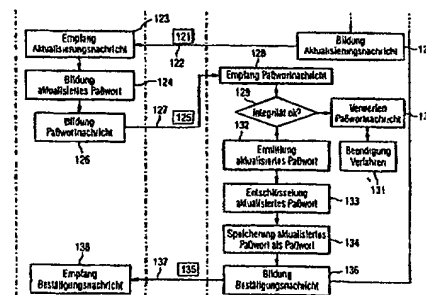 123
Empfang
Aktualisierungsnachricht
121
122
Bildung
Aktualisierungsnachricht
12
Bildung
aktualisiertes Paßwort
124
127
125
Bildung
Paßwortnachricht
126
128
Empfang Paßwortnachricht
129
Integrität ok?
Verwerfen
Paßwortnachricht
13
Beendigung
Verfahren
131
132
Ermittlung
aktualisiertes Paßwort
Entschlüsselung
aktualisiertes Paßwort
133
Speicherung aktualisiertes
Paßwort als Paßwort
134
Bildung
Bestätigungsnachricht
136
137
135
138
Empfang
Bestätigungsnachricht